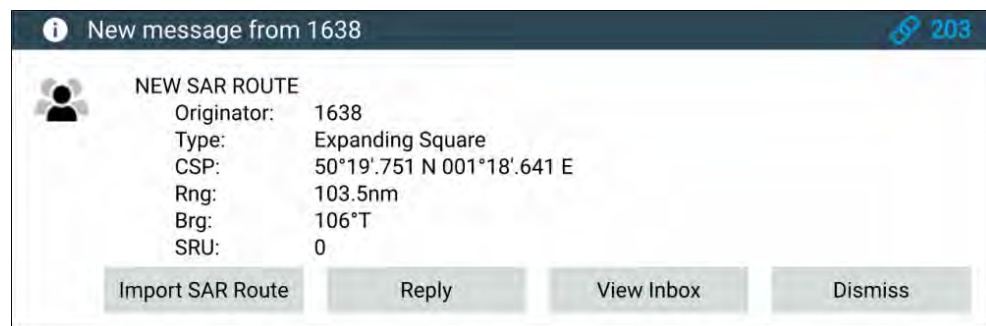 New message from 1638 203
NEW SAR ROUTE
Originator: 1638
Type: Expanding Square
CSP: 50°19'.751 N 001°18'.641 E
Rng: 103.5nm
Brg: 106°T
SRU: 0
Import SAR Route Reply View Inbox Dismiss